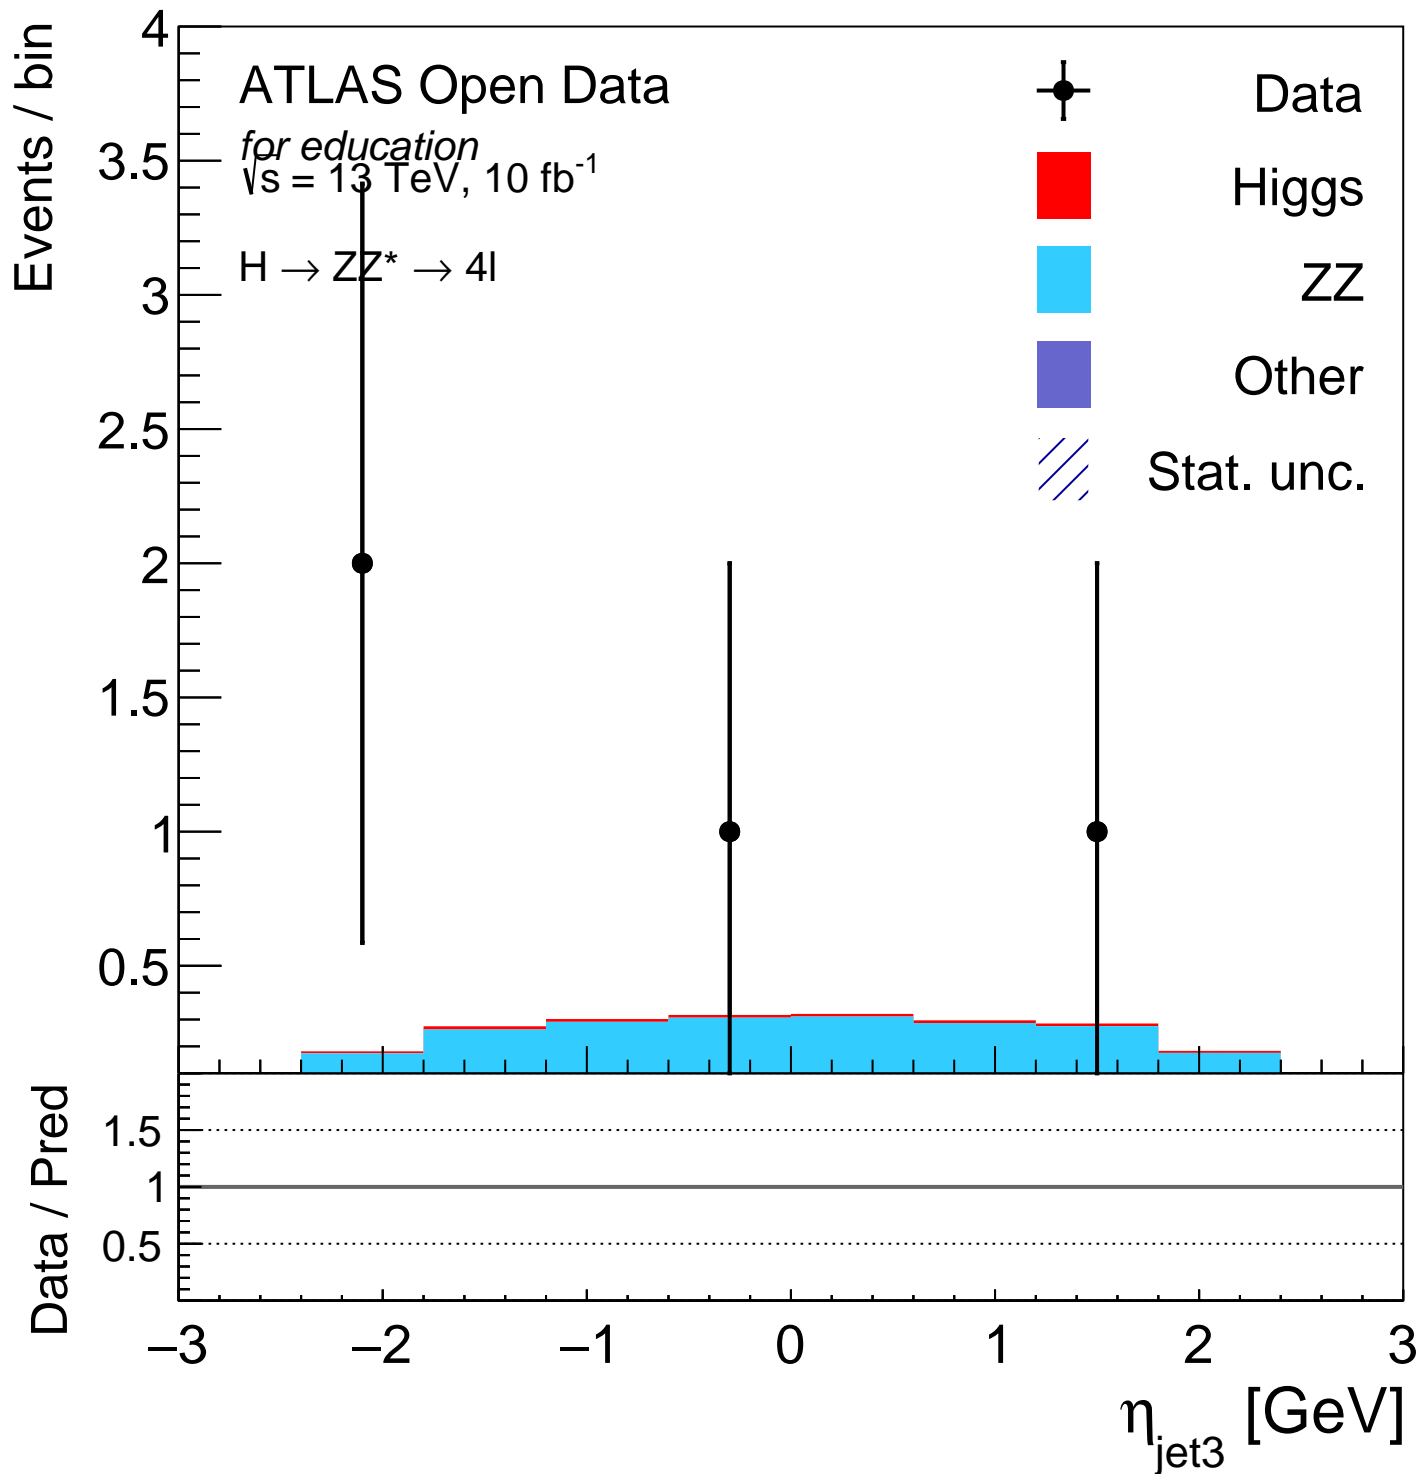 Events / bin
4
3.5
3
2.5
2
1.5
1
0.5
ATLAS Open Data
for education
√s = 13 TeV, 10 fb⁻¹
H → ZZ* → 4l
Data
Higgs
ZZ
Other
Stat. unc.
Data / Pred
1.5
1
0.5
−3 −2 −1 0 1 2 3
η_jet3 [GeV]